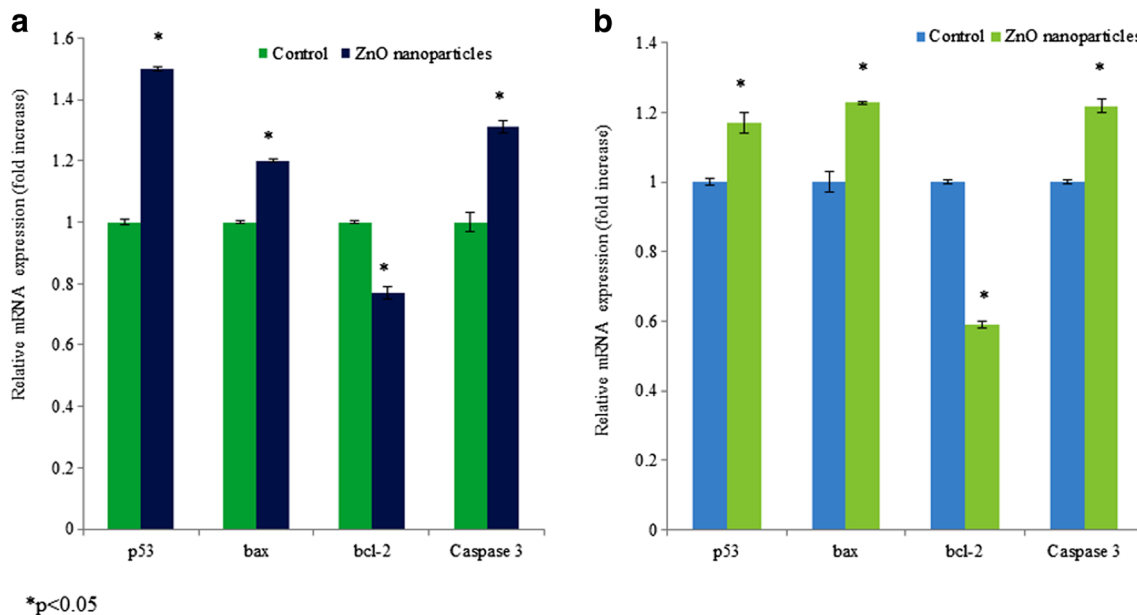 a
Relative mRNA expression (fold increase)
1.6
1.4
1.2
1
0.8
0.6
0.4
0.2
0
Control ZnO nanoparticles
*
*
*
*
p53 bax bcl-2 Caspase 3
*p<0.05
b
Relative mRNA expression (fold increase)
1.4
1.2
1
0.8
0.6
0.4
0.2
0
Control ZnO nanoparticles
*
*
*
*
p53 bax bcl-2 Caspase 3